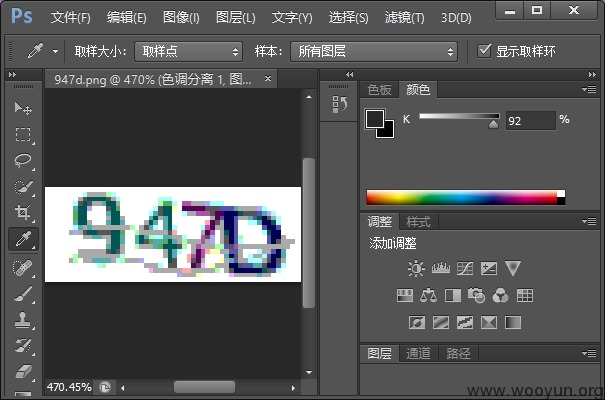 Ps 文件(F) 编辑(E) 图像(I) 图层(L) 文字(Y) 选择(S) 滤镜(T) 3D(D)
取样大小: 取样点 样本: 所有图层 显示取样环
947d.png @ 470% (色调分离 1, 图... ×
色板 颜色
K 92 %
947D
调整 样式
添加调整
图层 通道 路径
470.45%
www.wooyun.org